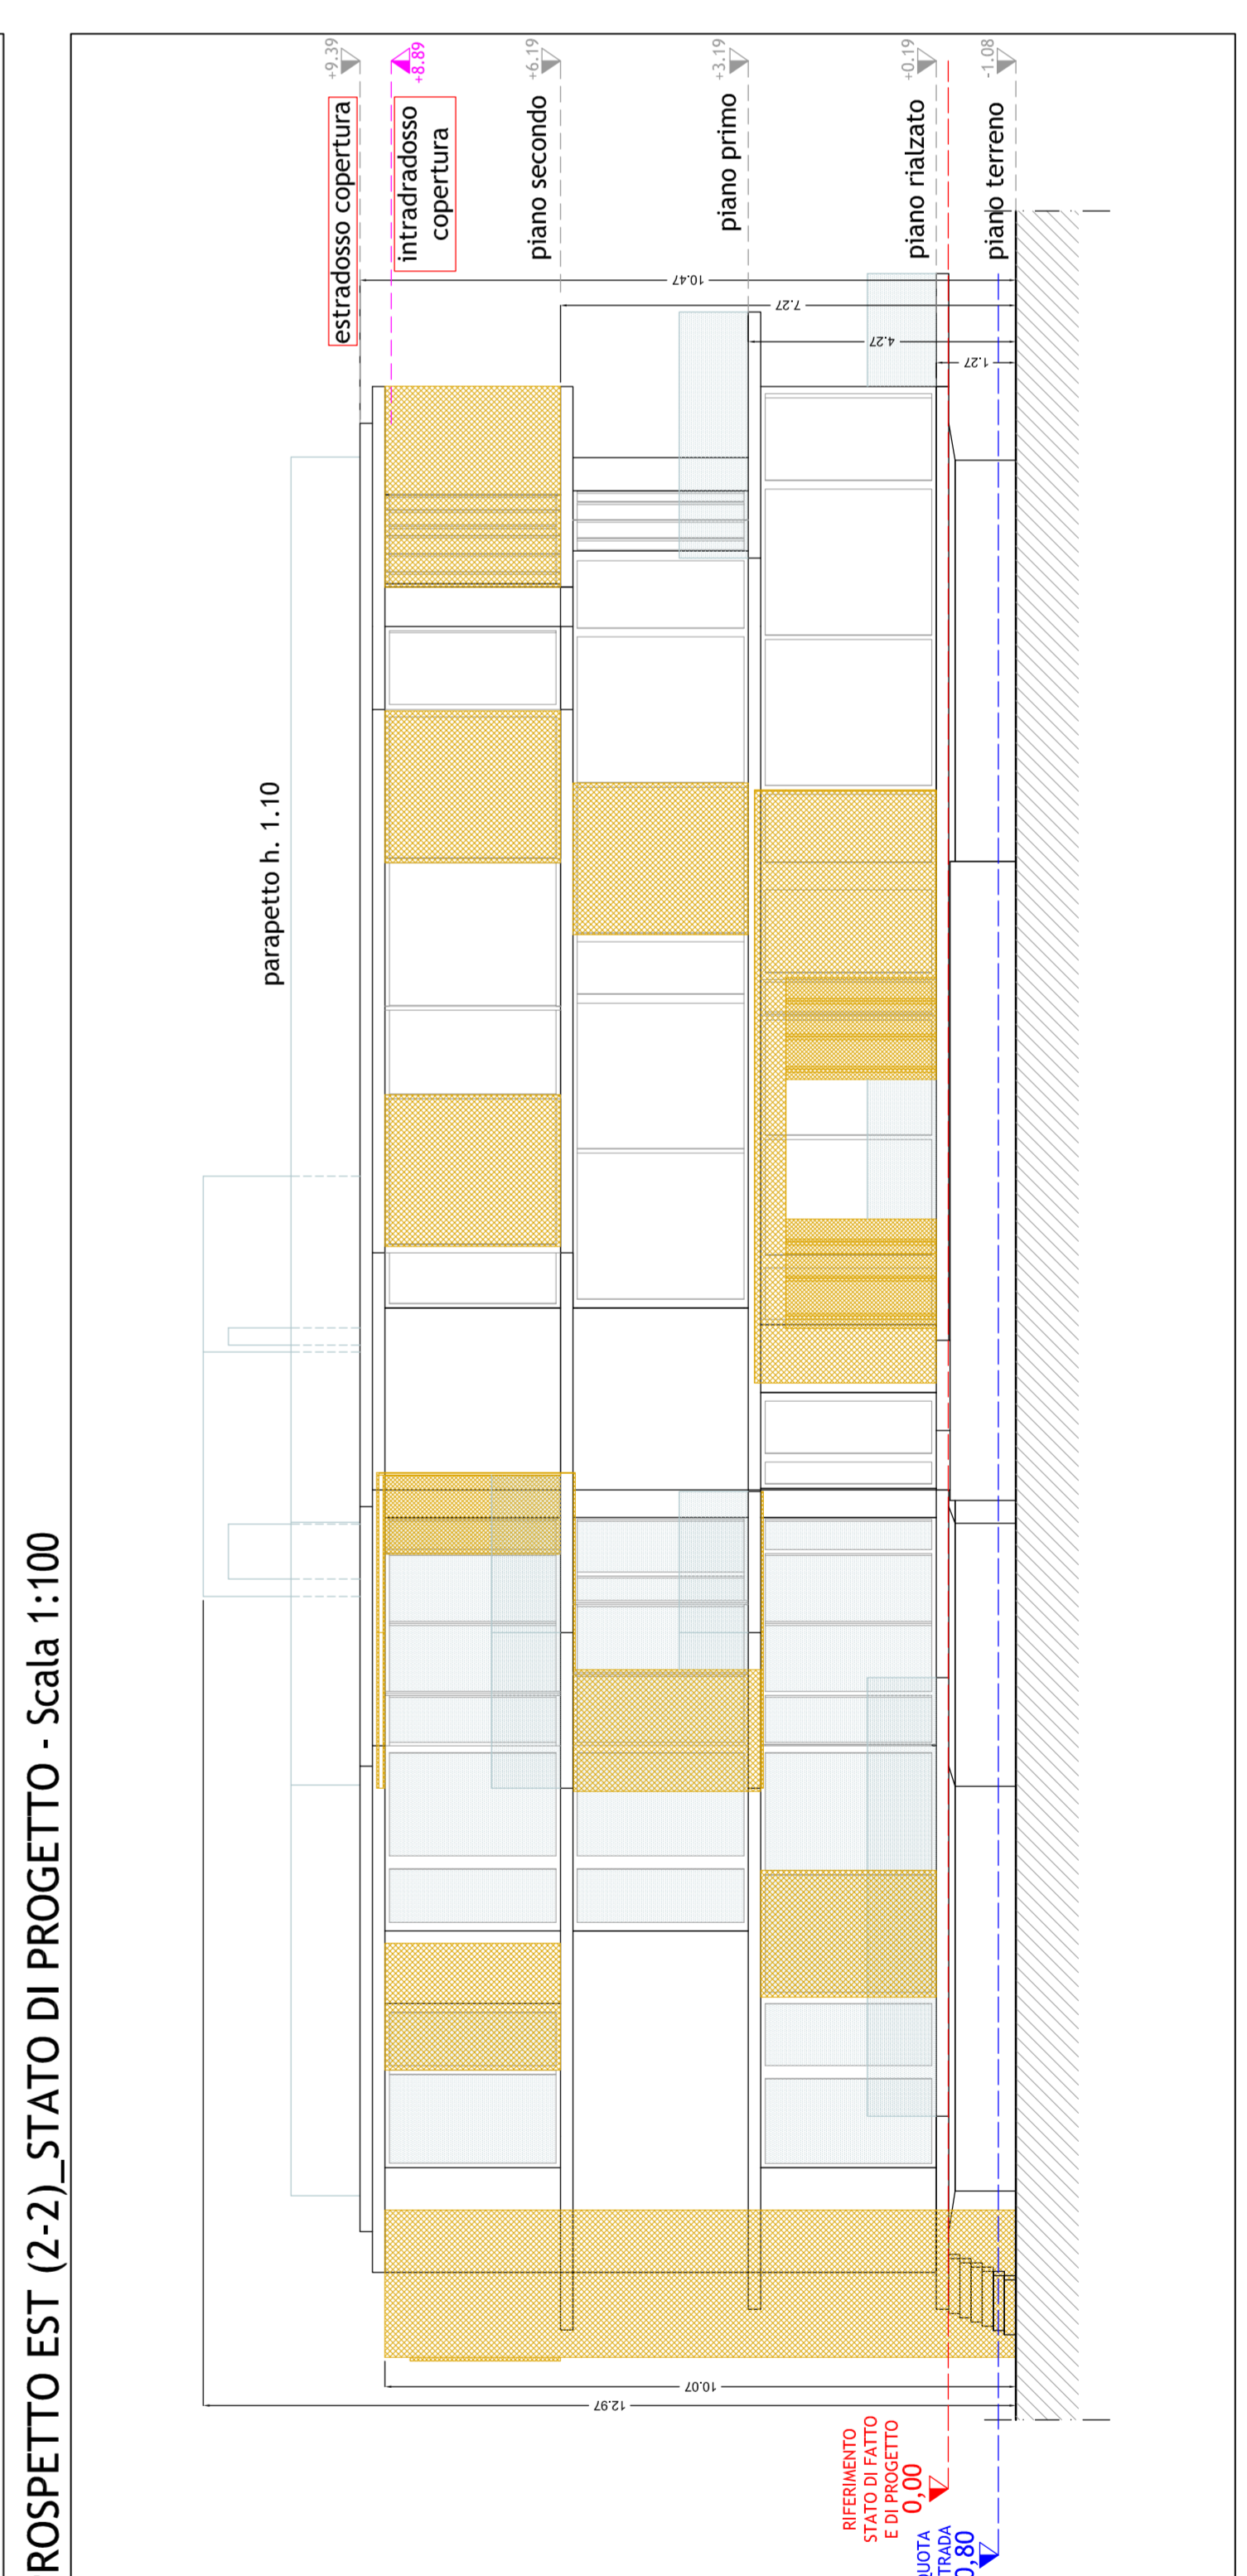 ROSPETTO EST (2-2)_STATO DI PROGETTO - Scala 1:100
+9.39
estradosso copertura
+8.89
intradradosso
copertura
+6.19
piano secondo
+3.19
piano primo
+0.19
piano rialzato
-1.08
piano terreno
10.47
7.27
4.27
1.27
parapetto h. 1.10
10.07
12.97
RIFERIMENTO
STATO DI FATTO
E DI PROGETTO
0,00
UOTA
TRADA
0,80